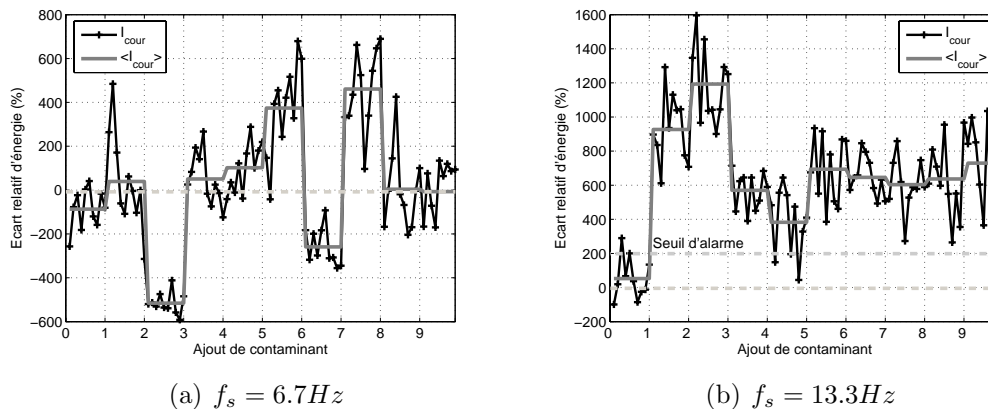 800
600
400
200
0
−200
−400
−600
Ecart relatif d'énergie (%)
I_cour
<I_cour>
0 1 2 3 4 5 6 7 8 9
Ajout de contaminant
(a) f_s = 6.7Hz
1600
1400
1200
1000
800
600
400
200
0
−200
Ecart relatif d'énergie (%)
I_cour
<I_cour>
Seuil d'alarme
0 1 2 3 4 5 6 7 8 9
Ajout de contaminant
(b) f_s = 13.3Hz